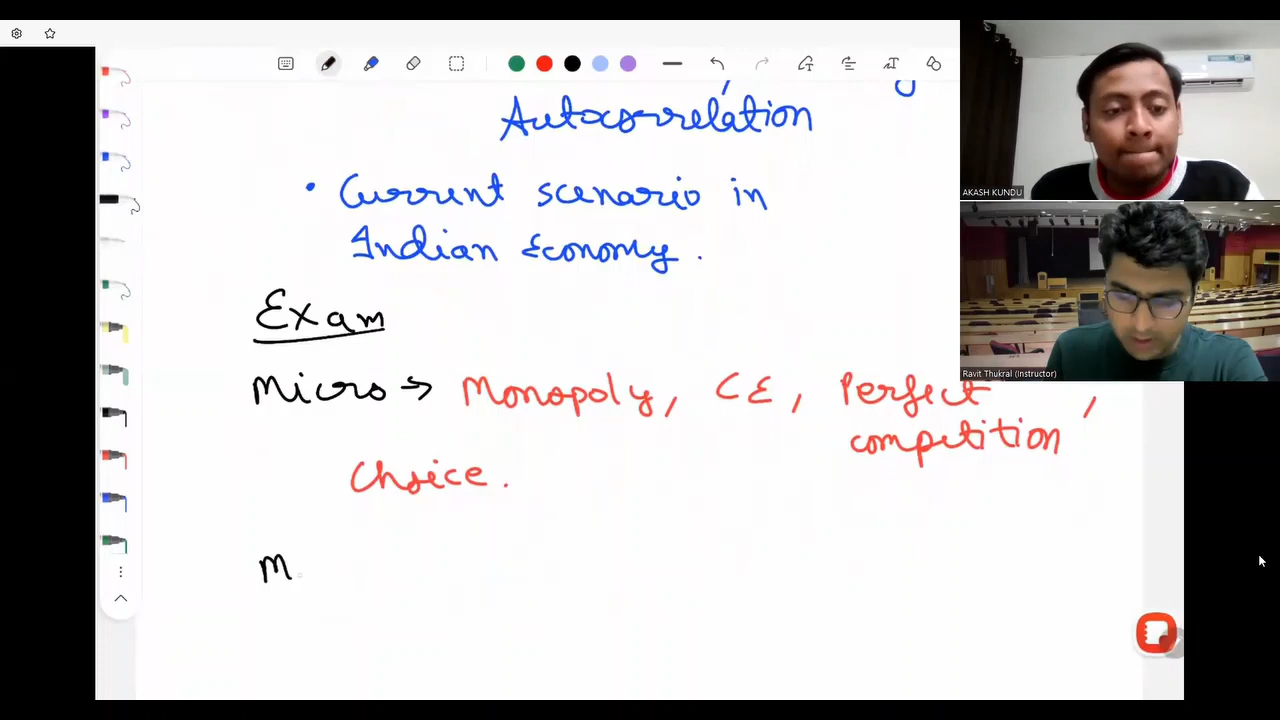 Autocorrelation
• Current scenario in
Indian Economy.
Exam
Micro → Monopoly, CE, Perfect competition,
Choice.
M
AKASH KUNDU
Ravit Thukral (Instructor)